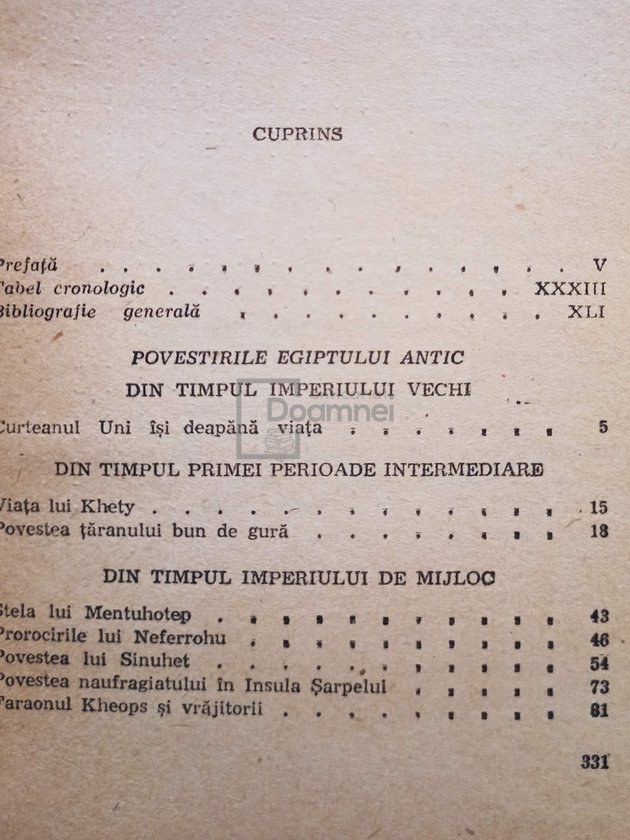 CUPRINS
Prefață . . . . . . . . . . . . . . V
Tabel cronologic . . . . . . . . . . . XXXIII
Bibliografie generală . . . . . . . . . . XLI
POVESTIRILE EGIPTULUI ANTIC
DIN TIMPUL IMPERIULUI VECHI
Doamnei
Curteanul Uni își deapănă viața . . . . . . . 5
DIN TIMPUL PRIMEI PERIOADE INTERMEDIARE
Viața lui Khety . . . . . . . . . . . . . 15
Povestea țăranului bun de gură . . . . . . . . 18
DIN TIMPUL IMPERIULUI DE MIJLOC
Stela lui Mentuhotep . . . . . . . . . . . 43
Prorocirile lui Neferrohu . . . . . . . . . . 46
Povestea lui Sinuhet . . . . . . . . . . . 54
Povestea naufragiatului în Insula Șarpelui . . . . . 73
Faraonul Kheops și vrăjitorii . . . . . . . . . 81
331